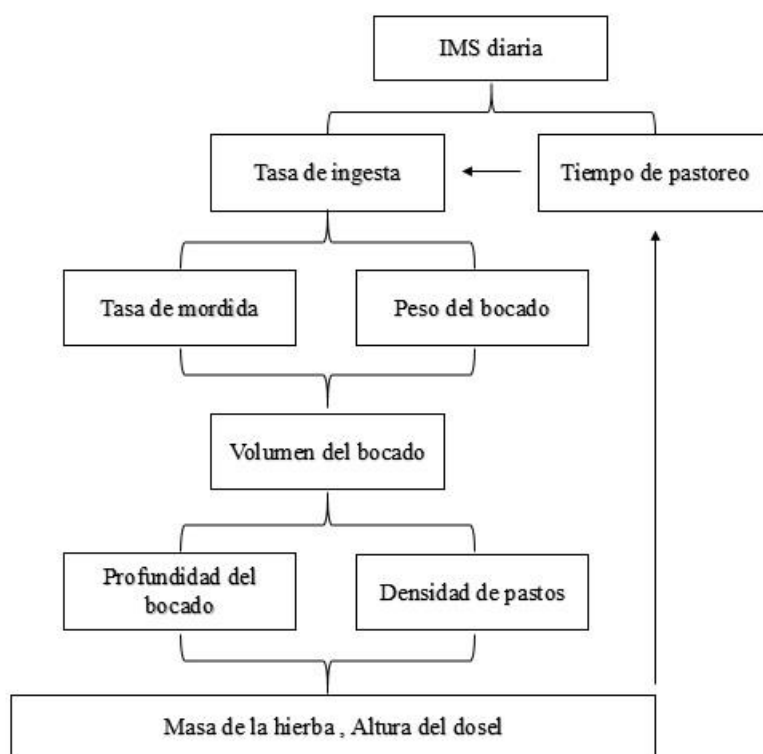 IMS diaria
Tasa de ingesta
Tiempo de pastoreo
Tasa de mordida
Peso del bocado
Volumen del bocado
Profundidad del
bocado
Densidad de pastos
Masa de la hierba , Altura del dosel